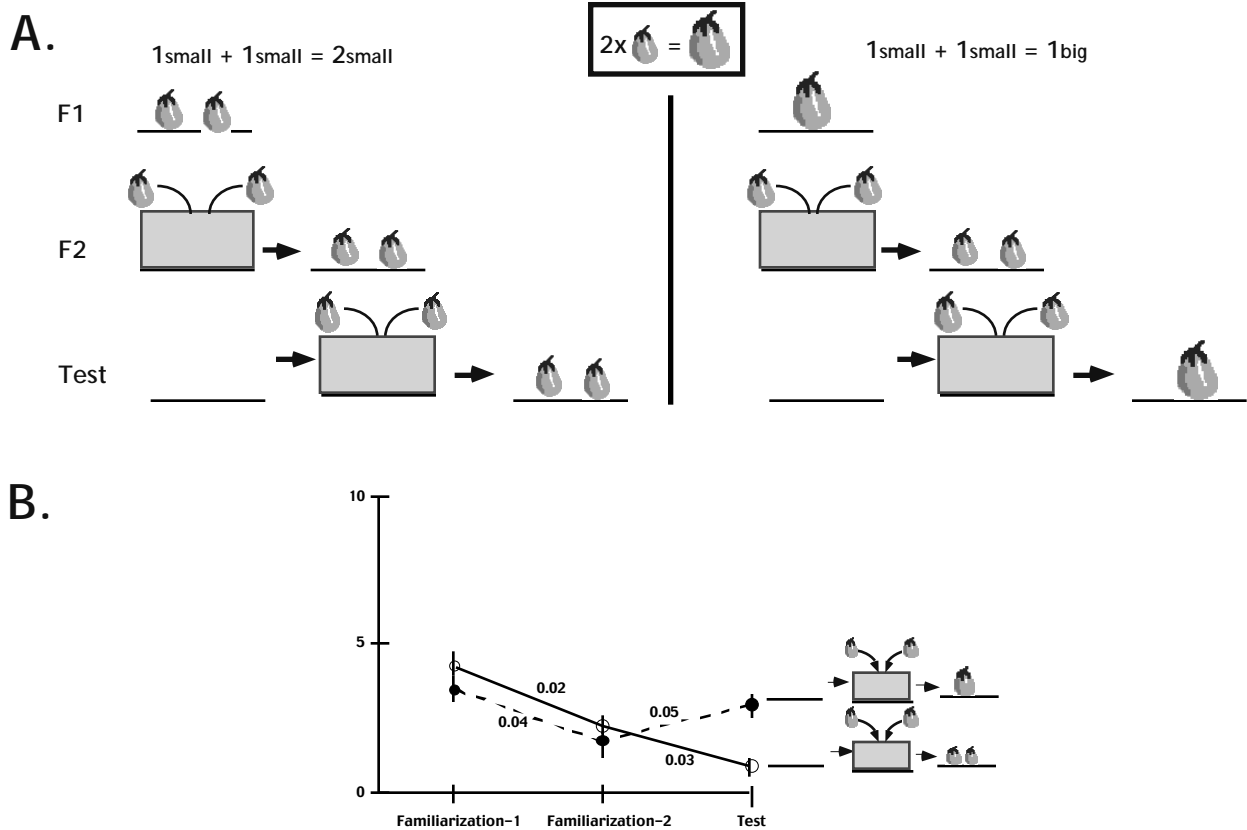 A.
1small + 1small = 2small
2x =
1small + 1small = 1big
F1
F2
Test
B.
10
5
0
0.02
0.04
0.05
0.03
Familiarization-1
Familiarization-2
Test